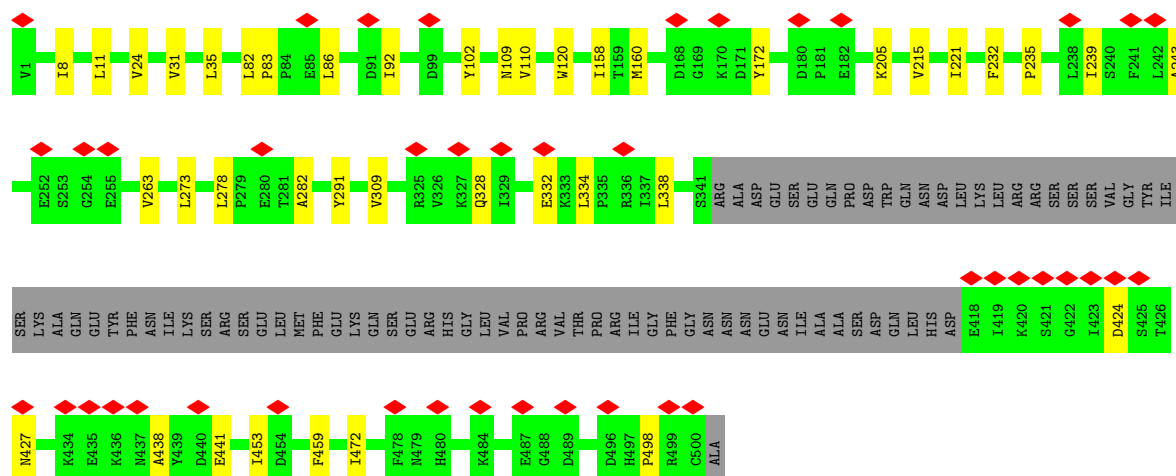 V1 I8 L11 V24 V31 L35 L82 P83 P84 E85 L86 D91 I92 D99 Y102 N109 V110 W120 I158 T159 M160 D168 G169 K170 D171 Y172 D180 P181 E182 K205 V215 I221 F232 P235 L238 I239 S240 F241 L242 A243
E252 S253 G254 E255 V263 L273 L278 P279 E280 T281 A282 Y291 V309 R325 V326 K327 Q328 I329 E332 K333 L334 P335 R336 I337 L338 S341 ARG ALA ASP GLU SER GLU GLN PRO ASP TRP GLN ASN ASP LEU LYS LEU ARG ARG SER SER SER VAL GLY TYR ILE
SER LYS ALA GLN GLU TYR PHE ASN ILE LYS SER ARG SER GLU LEU MET PHE GLU LYS GLN SER GLU ARG HIS GLY LEU VAL PRO ARG VAL THR PRO ARG ILE GLY PHE GLY ASN ASN ASN GLU ASN ILE ALA ALA SER ASP GLN LEU HIS ASP E418 I419 K420 S421 G422 I423 D424 S425 T426
N427 K434 E435 K436 N437 A438 Y439 D440 E441 I453 D454 F459 I472 F478 N479 H480 K484 E487 G488 D489 D496 H497 P498 R499 C500 ALA